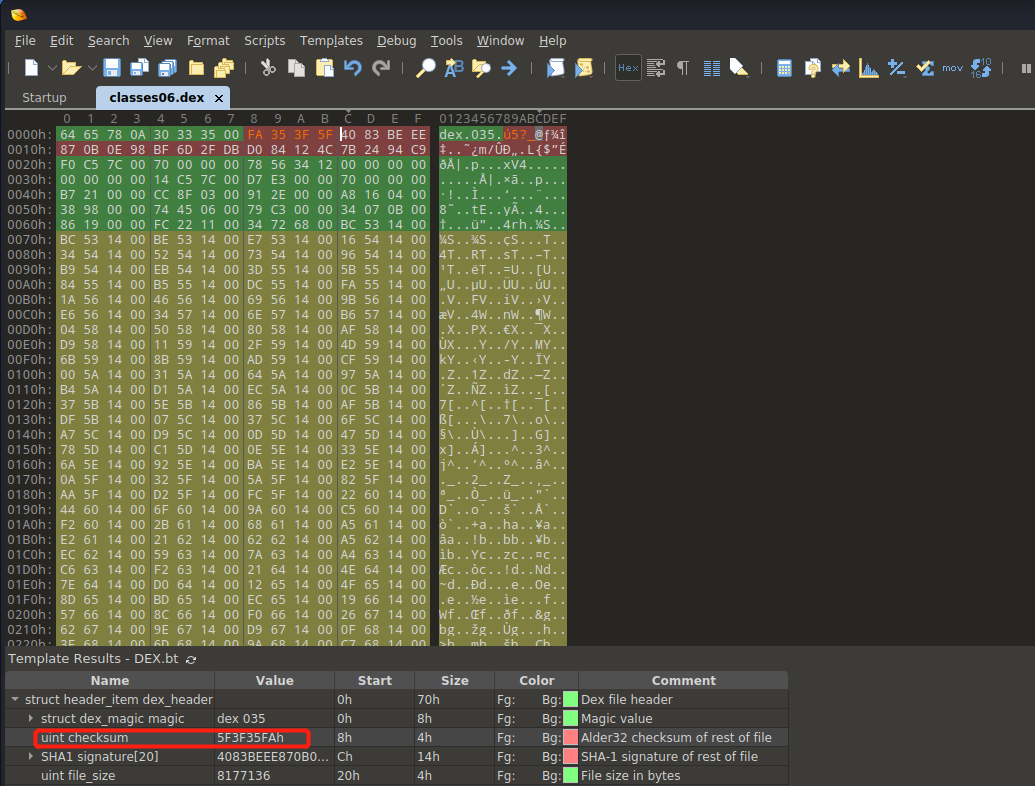 File Edit Search View Format Scripts Templates Debug Tools Window Help
Hex mov
Startup classes06.dex ×
0 1 2 3 4 5 6 7 8 9 A B C D E F 0123456789ABCDEF
0000h: 64 65 78 0A 30 33 35 00 FA 35 3F 5F 40 83 BE EE dex.035.ú5?_@ƒ¾î
0010h: 87 0B 0E 98 BF 6D 2F DB D0 84 12 4C 7B 24 94 C9 ‡..˜¿m/ÛÐ„.L{$”É
0020h: F0 C5 7C 00 70 00 00 00 78 56 34 12 00 00 00 00 ðÅ|.p...xV4.....
0030h: 00 00 00 00 14 C5 7C 00 D7 E3 00 00 70 00 00 00 .....Å|.×ã..p...
0040h: B7 21 00 00 CC 8F 03 00 91 2E 00 00 A8 16 04 00 ·!..Ì...‘...¨...
0050h: 38 98 00 00 74 45 06 00 79 C3 00 00 34 07 0B 00 8˜..tE..yÃ..4...
0060h: 86 19 00 00 FC 22 11 00 34 72 68 00 BC 53 14 00 †...ü"..4rh.¼S..
0070h: BC 53 14 00 BE 53 14 00 E7 53 14 00 16 54 14 00 ¼S..¾S..çS...T..
0080h: 34 54 14 00 52 54 14 00 73 54 14 00 96 54 14 00 4T..RT..sT..–T..
0090h: B9 54 14 00 EB 54 14 00 3D 55 14 00 5B 55 14 00 ¹T..ëT..=U..[U..
00A0h: 84 55 14 00 B5 55 14 00 DC 55 14 00 FA 55 14 00 „U..µU..ÜU..úU..
00B0h: 1A 56 14 00 46 56 14 00 69 56 14 00 9B 56 14 00 .V..FV..iV..›V..
00C0h: E6 56 14 00 34 57 14 00 6E 57 14 00 B6 57 14 00 æV..4W..nW..¶W..
00D0h: 04 58 14 00 50 58 14 00 80 58 14 00 AF 58 14 00 .X..PX..€X..¯X..
00E0h: D9 58 14 00 11 59 14 00 2F 59 14 00 4D 59 14 00 ÙX...Y../Y..MY..
00F0h: 6B 59 14 00 8B 59 14 00 AD 59 14 00 CF 59 14 00 kY..‹Y..-Y..ÏY..
0100h: 00 5A 14 00 31 5A 14 00 64 5A 14 00 97 5A 14 00 .Z..1Z..dZ..—Z..
0110h: B4 5A 14 00 D1 5A 14 00 EC 5A 14 00 0C 5B 14 00 ´Z..ÑZ..ìZ...[..
0120h: 37 5B 14 00 5E 5B 14 00 86 5B 14 00 AF 5B 14 00 7[..^[..†[..¯[..
0130h: DF 5B 14 00 07 5C 14 00 37 5C 14 00 6F 5C 14 00 ß[...\..7\..o\..
0140h: A7 5C 14 00 D9 5C 14 00 0D 5D 14 00 47 5D 14 00 §\..Ù\...]..G]..
0150h: 78 5D 14 00 C1 5D 14 00 0E 5E 14 00 33 5E 14 00 x]..Á]...^..3^..
0160h: 6A 5E 14 00 92 5E 14 00 BA 5E 14 00 E2 5E 14 00 j^..’^..º^..â^..
0170h: 0A 5F 14 00 32 5F 14 00 5A 5F 14 00 82 5F 14 00 ._..2_..Z_..‚_..
0180h: AA 5F 14 00 D2 5F 14 00 FC 5F 14 00 22 60 14 00 ª_..Ò_..ü_.."`..
0190h: 44 60 14 00 6F 60 14 00 9A 60 14 00 C5 60 14 00 D`..o`..š`..Å`..
01A0h: F2 60 14 00 2B 61 14 00 68 61 14 00 A5 61 14 00 ò`..+a..ha..¥a..
01B0h: E2 61 14 00 21 62 14 00 62 62 14 00 A5 62 14 00 âa..!b..bb..¥b..
01C0h: EC 62 14 00 59 63 14 00 7A 63 14 00 A4 63 14 00 ìb..Yc..zc..¤c..
01D0h: C6 63 14 00 F2 63 14 00 21 64 14 00 4E 64 14 00 Æc..òc..!d..Nd..
01E0h: 7E 64 14 00 D0 64 14 00 12 65 14 00 4F 65 14 00 ~d..Ðd...e..Oe..
01F0h: 8D 65 14 00 BD 65 14 00 EC 65 14 00 19 66 14 00 .e..½e..ìe...f..
0200h: 57 66 14 00 8C 66 14 00 F0 66 14 00 26 67 14 00 Wf..Œf..ðf..&g..
0210h: 62 67 14 00 9E 67 14 00 D9 67 14 00 0F 68 14 00 bg..žg..Ùg...h..
Template Results - DEX.bt
Name Value Start Size Color Comment
struct header_item dex_header 0h 70h Fg: Bg: Dex file header
struct dex_magic magic dex 035 0h 8h Fg: Bg: Magic value
uint checksum 5F3F35FAh 8h 4h Fg: Bg: Alder32 checksum of rest of file
SHA1 signature[20] 4083BEEE870B0... Ch 14h Fg: Bg: SHA-1 signature of rest of file
uint file_size 8177136 20h 4h Fg: Bg: File size in bytes